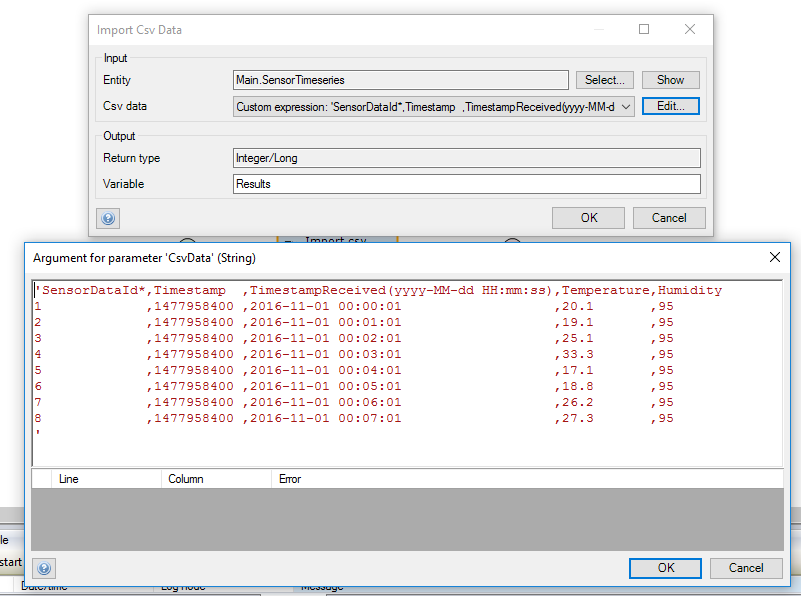 Import Csv Data
Input
Entity Main.SensorTimeseries Select... Show
Csv data Custom expression: 'SensorDataId*,Timestamp ,TimestampReceived(yyyy-MM-d Edit...
Output
Return type Integer/Long
Variable Results
OK Cancel
Import csv
Argument for parameter 'CsvData' (String)
'SensorDataId*,Timestamp ,TimestampReceived(yyyy-MM-dd HH:mm:ss),Temperature,Humidity
1 ,1477958400 ,2016-11-01 00:00:01 ,20.1 ,95
2 ,1477958400 ,2016-11-01 00:01:01 ,19.1 ,95
3 ,1477958400 ,2016-11-01 00:02:01 ,25.1 ,95
4 ,1477958400 ,2016-11-01 00:03:01 ,33.3 ,95
5 ,1477958400 ,2016-11-01 00:04:01 ,17.1 ,95
6 ,1477958400 ,2016-11-01 00:05:01 ,18.8 ,95
7 ,1477958400 ,2016-11-01 00:06:01 ,26.2 ,95
8 ,1477958400 ,2016-11-01 00:07:01 ,27.3 ,95
'
Line Column Error
le
start
OK Cancel
Date/time Log node Message